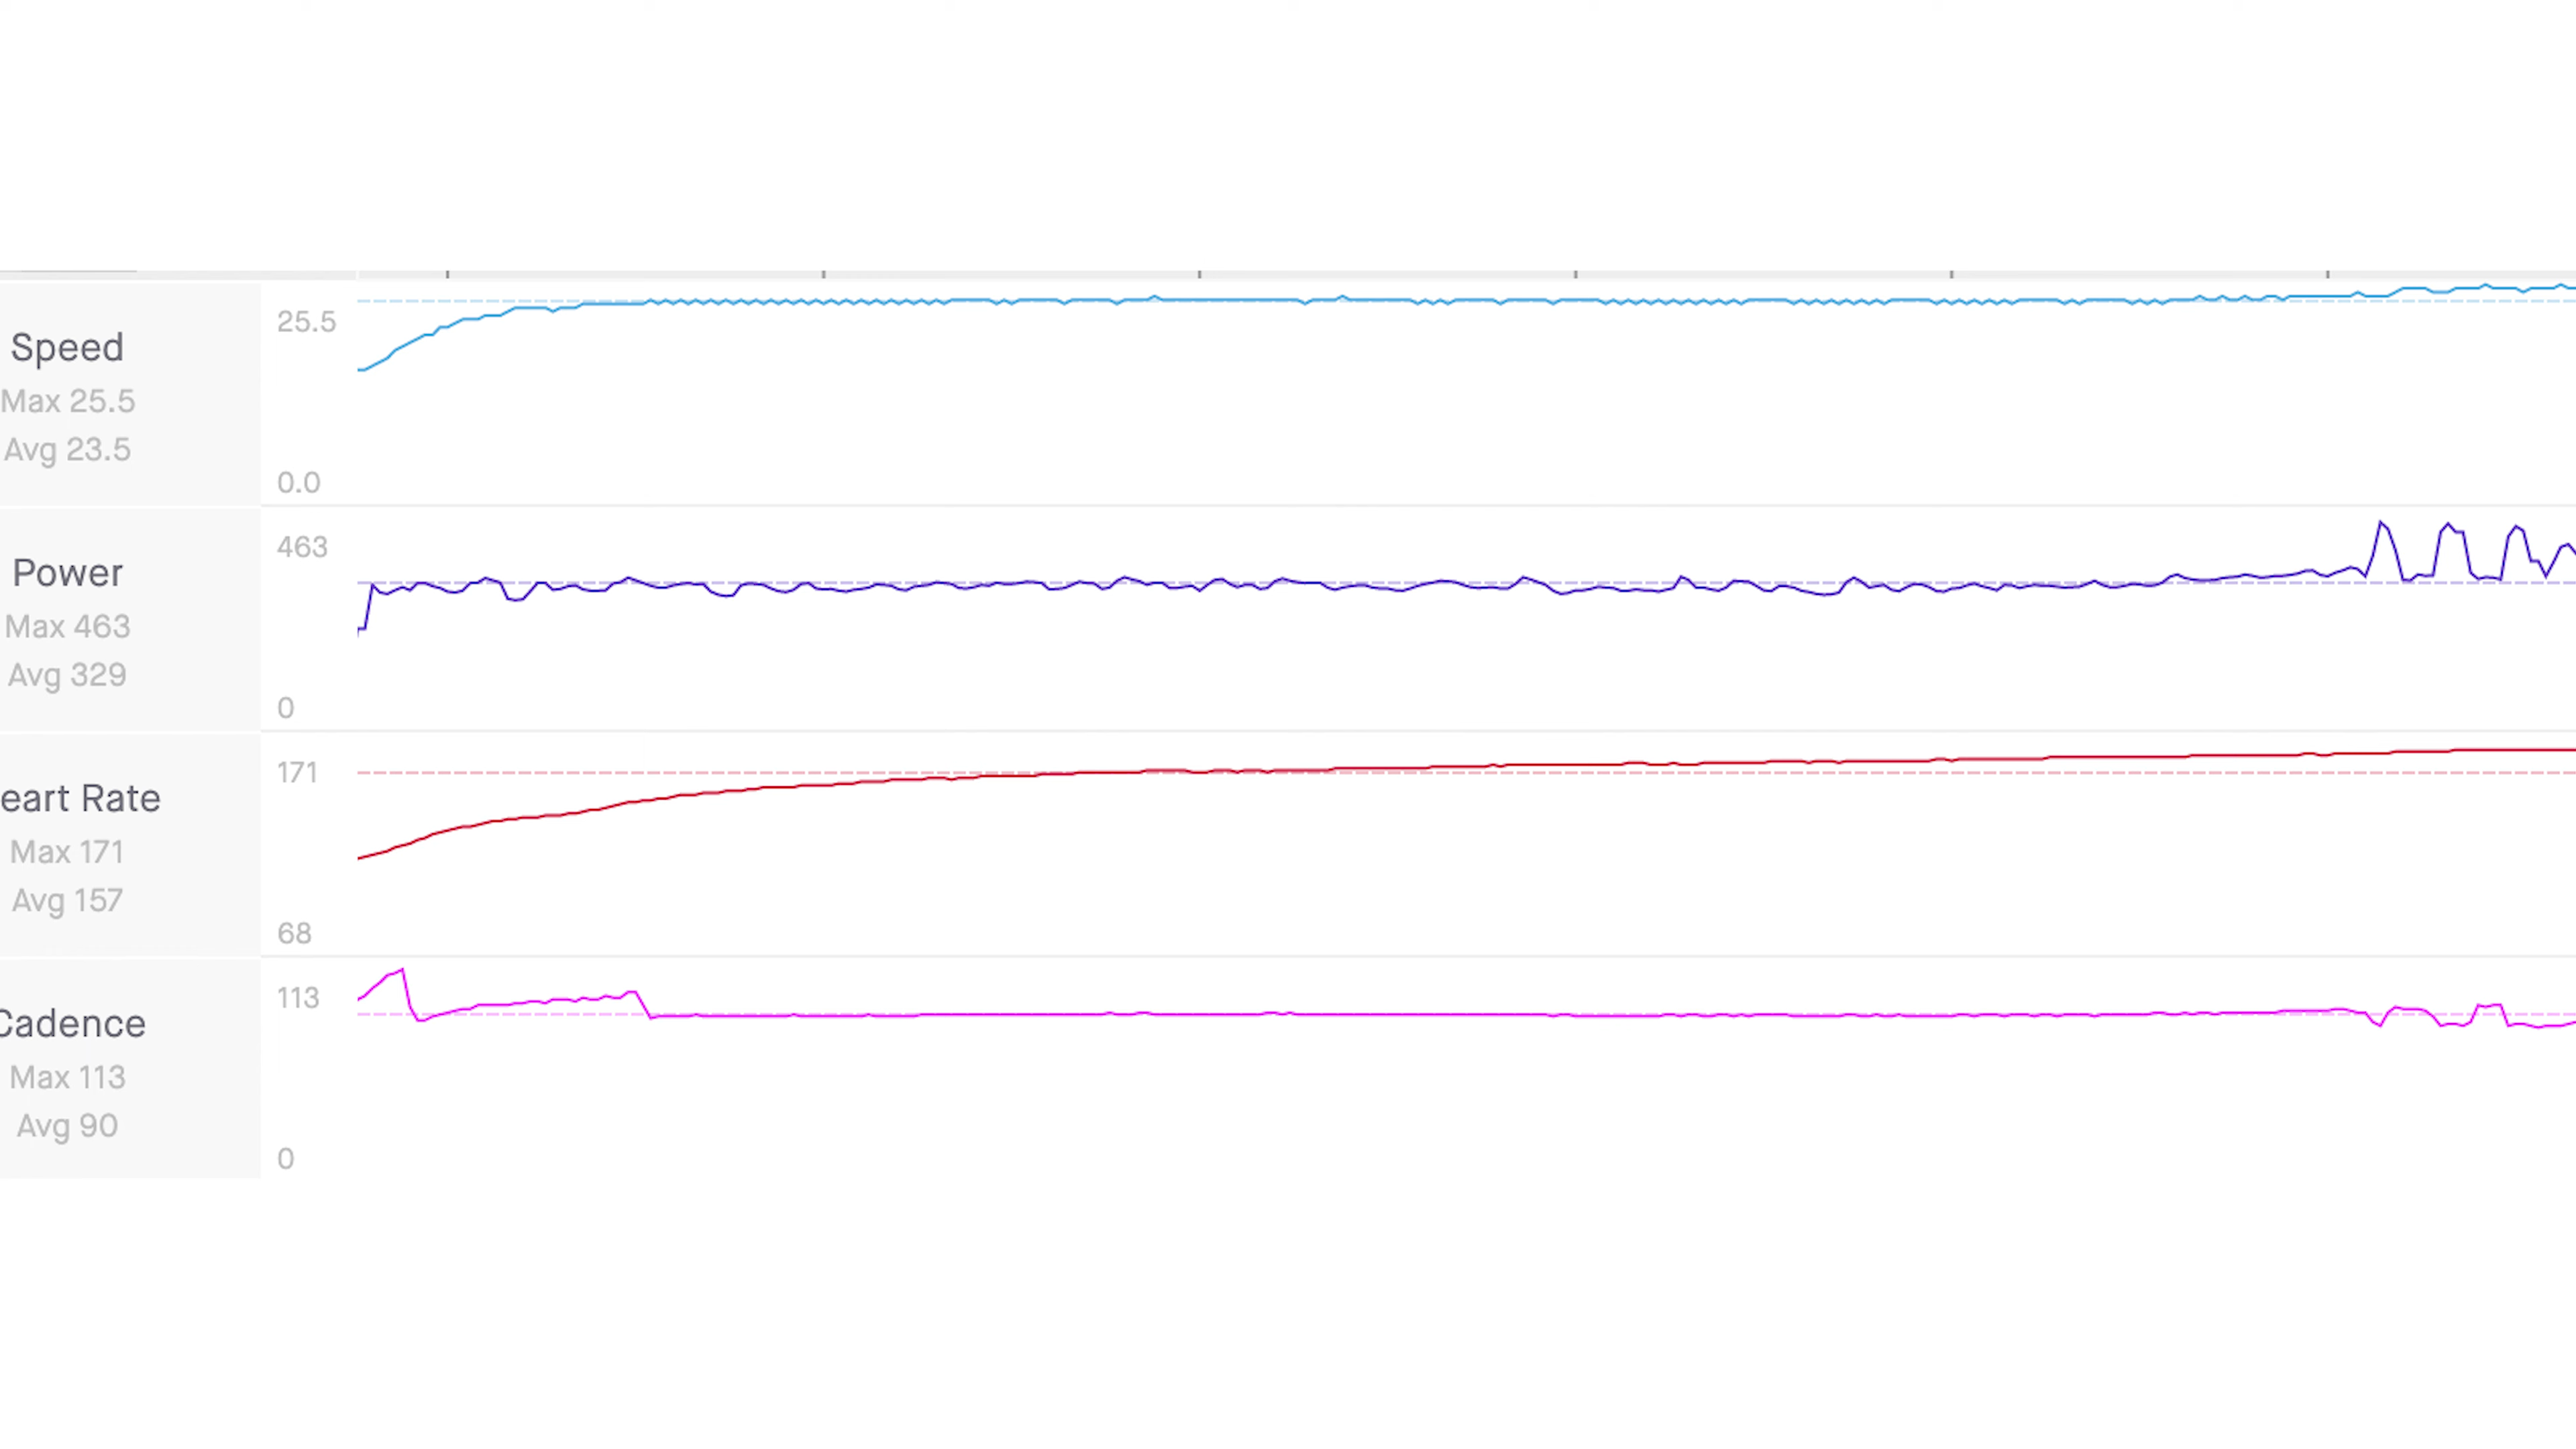 Speed
Max 25.5
Avg 23.5
25.5
0.0
Power
Max 463
Avg 329
463
0
eart Rate
Max 171
Avg 157
171
68
Cadence
Max 113
Avg 90
113
0